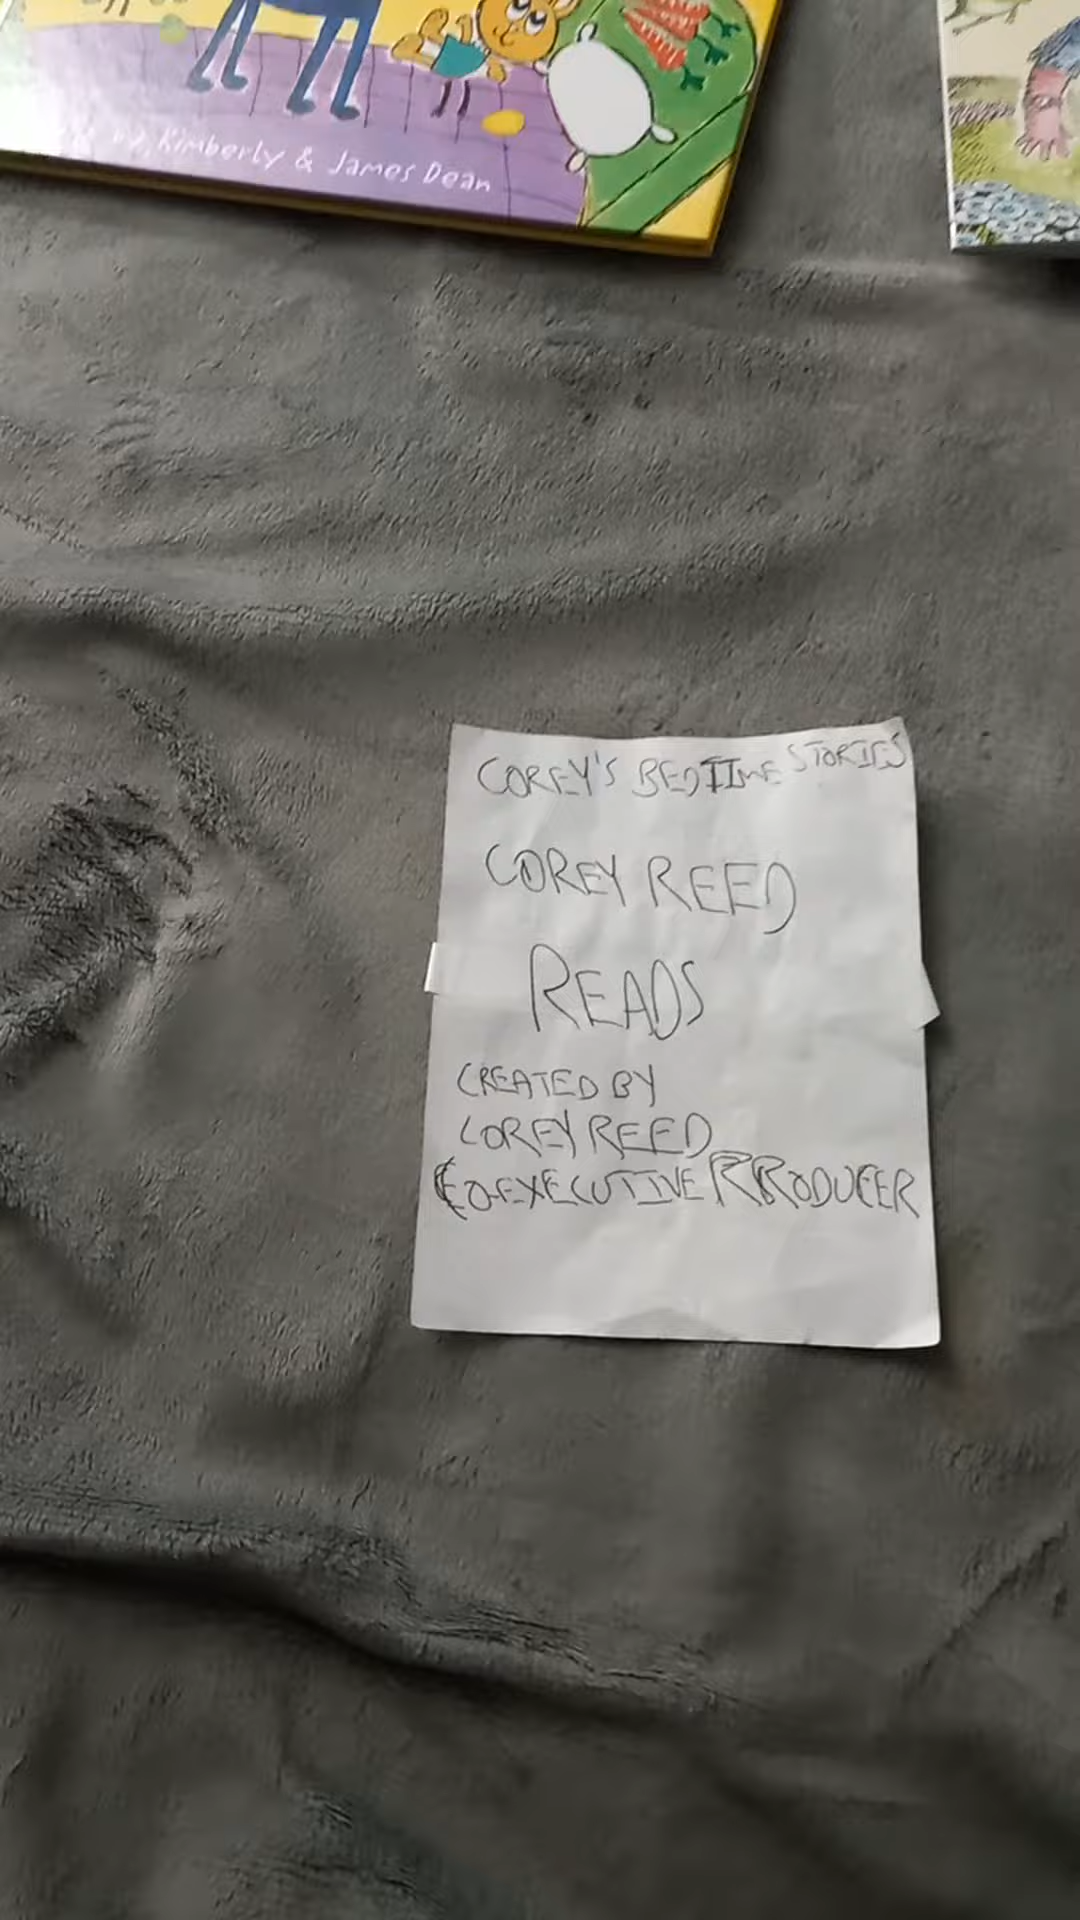 by Kimberly & James Dean
COREY'S BEDTIME STORIES
COREY REED
READS
CREATED BY
COREY REED
CO-EXECUTIVE PRODUCER